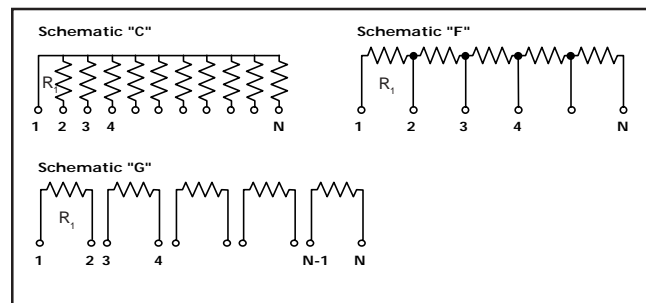 Schematic "C"
R1
1 2 3 4 N
Schematic "F"
R1
1 2 3 4 N
Schematic "G"
R1
1 2 3 4 N-1 N